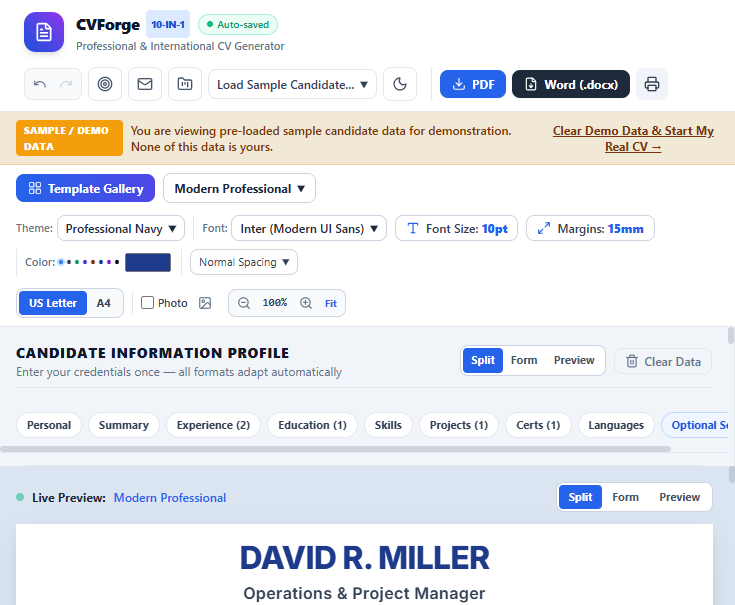 CVForge 10-IN-1 Auto-saved
Professional & International CV Generator
Load Sample Candidate... ▼ PDF Word (.docx)
SAMPLE / DEMO DATA
You are viewing pre-loaded sample candidate data for demonstration.
None of this data is yours.
Clear Demo Data & Start My
Real CV →
Template Gallery Modern Professional ▼
Theme: Professional Navy ▼ Font: Inter (Modern UI Sans) ▼ Font Size: 10pt Margins: 15mm
Color: Normal Spacing ▼
US Letter A4 Photo 100% Fit
CANDIDATE INFORMATION PROFILE
Enter your credentials once — all formats adapt automatically
Split Form Preview Clear Data
Personal Summary Experience (2) Education (1) Skills Projects (1) Certs (1) Languages Optional Se
Live Preview: Modern Professional Split Form Preview
DAVID R. MILLER
Operations & Project Manager